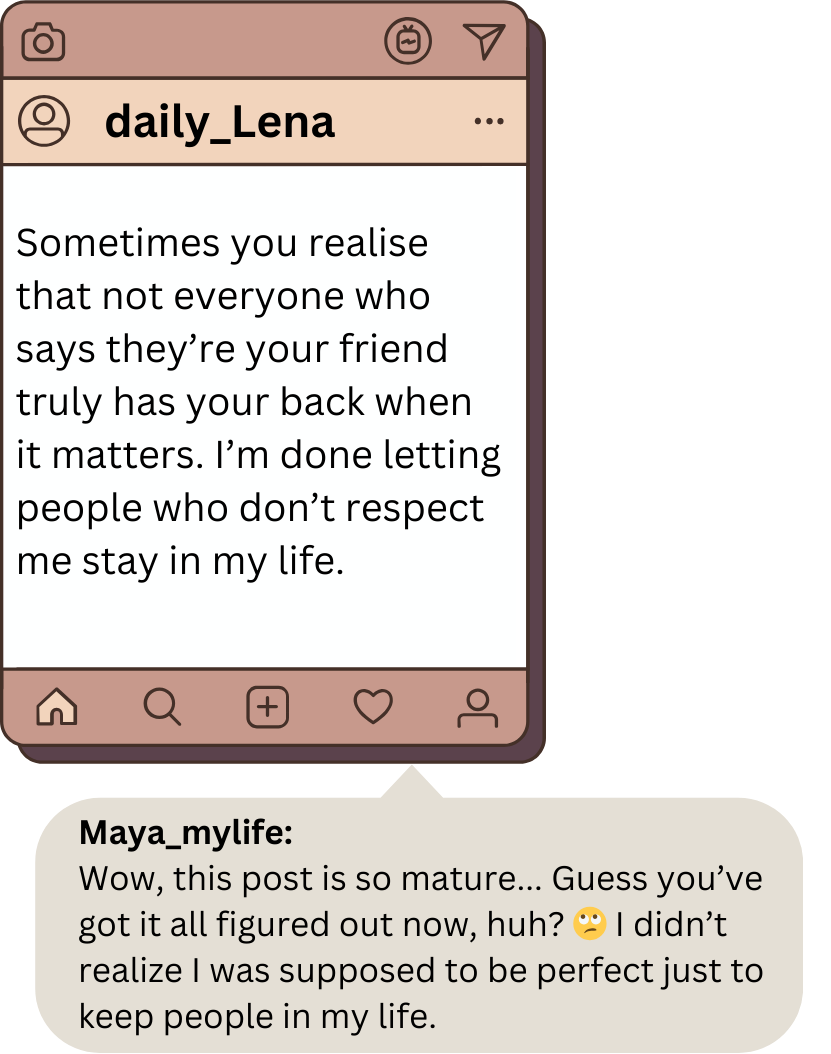 daily_Lena
Sometimes you realise
that not everyone who
says they’re your friend
truly has your back when
it matters. I’m done letting
people who don’t respect
me stay in my life.
Maya_mylife:
Wow, this post is so mature... Guess you’ve
got it all figured out now, huh? 🙄 I didn’t
realize I was supposed to be perfect just to
keep people in my life.